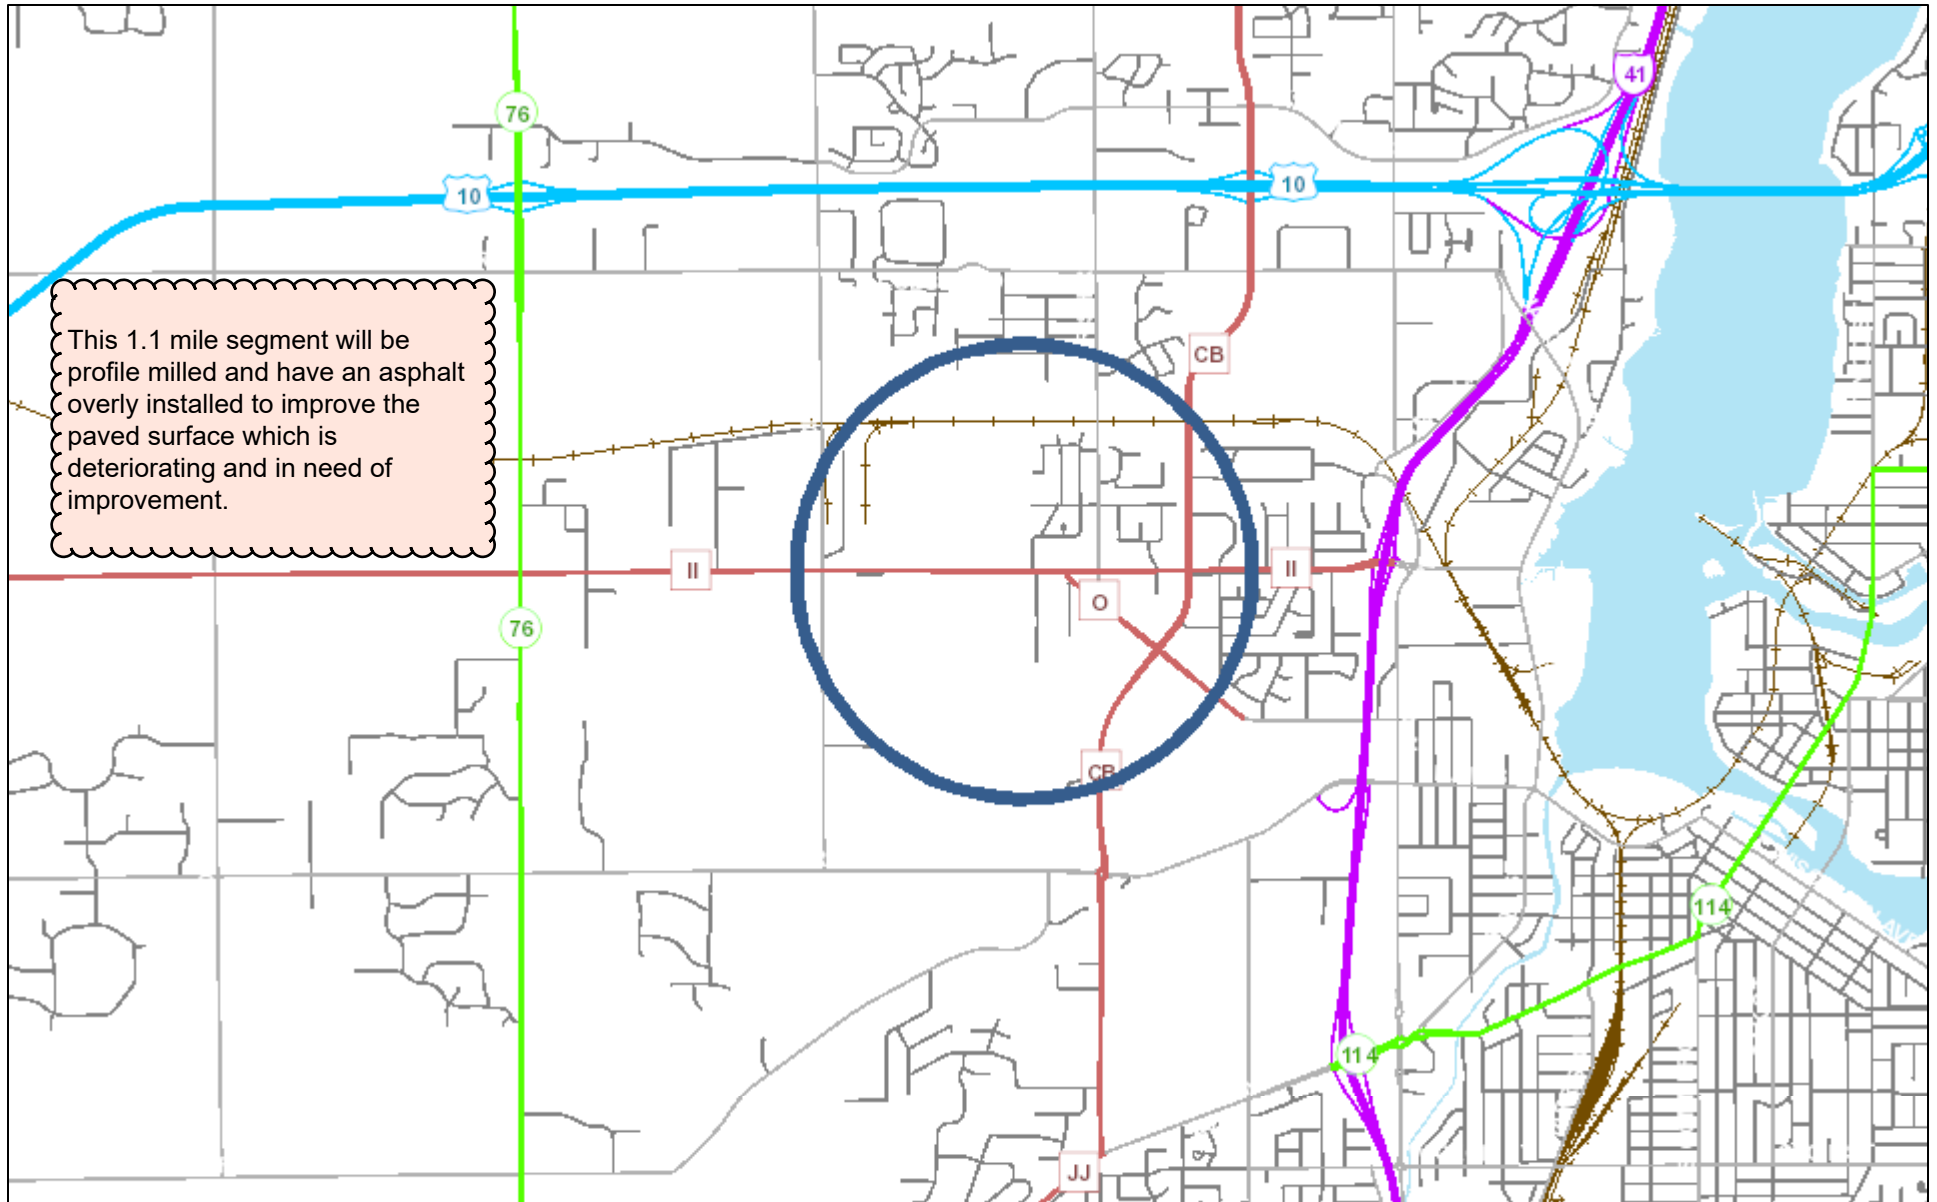 41
76
10
10
This 1.1 mile segment will be
profile milled and have an asphalt
overly installed to improve the
paved surface which is
deteriorating and in need of
improvement.
CB
II
II
O
76
CB
114
AVE
114
JJ